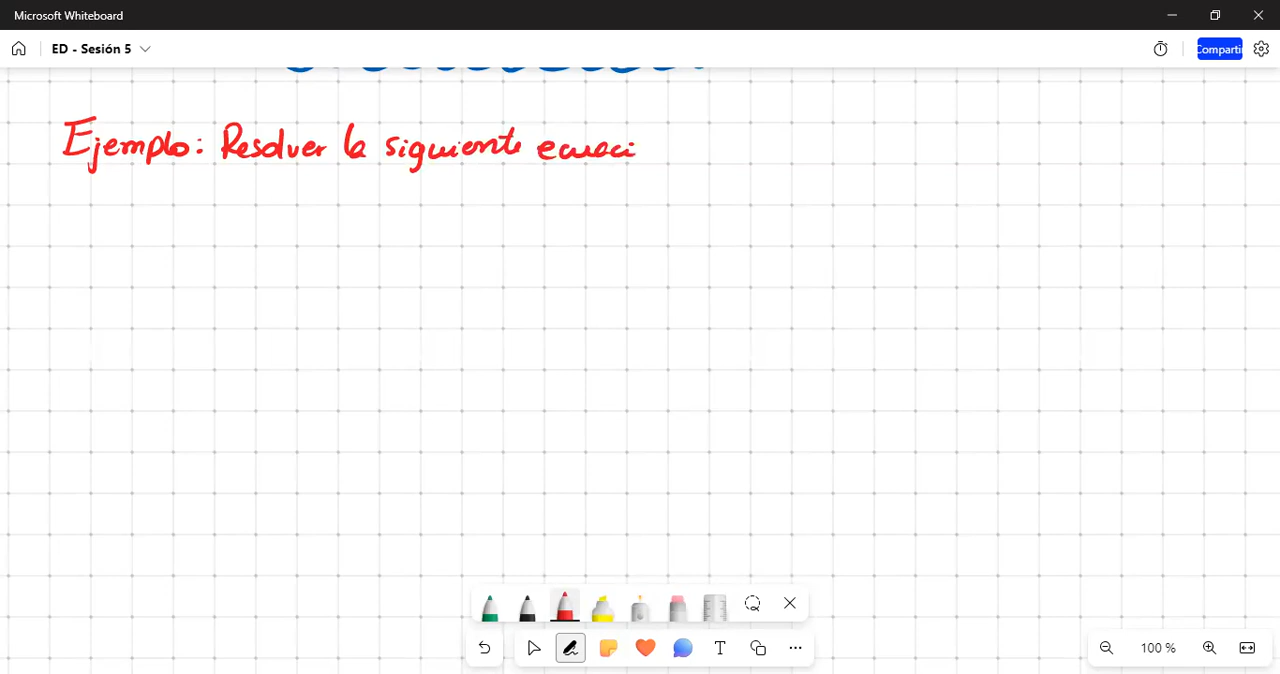 Microsoft Whiteboard
ED - Sesión 5
Comparti
Ejemplo: Resolver la siguiente ecuaci
100 %